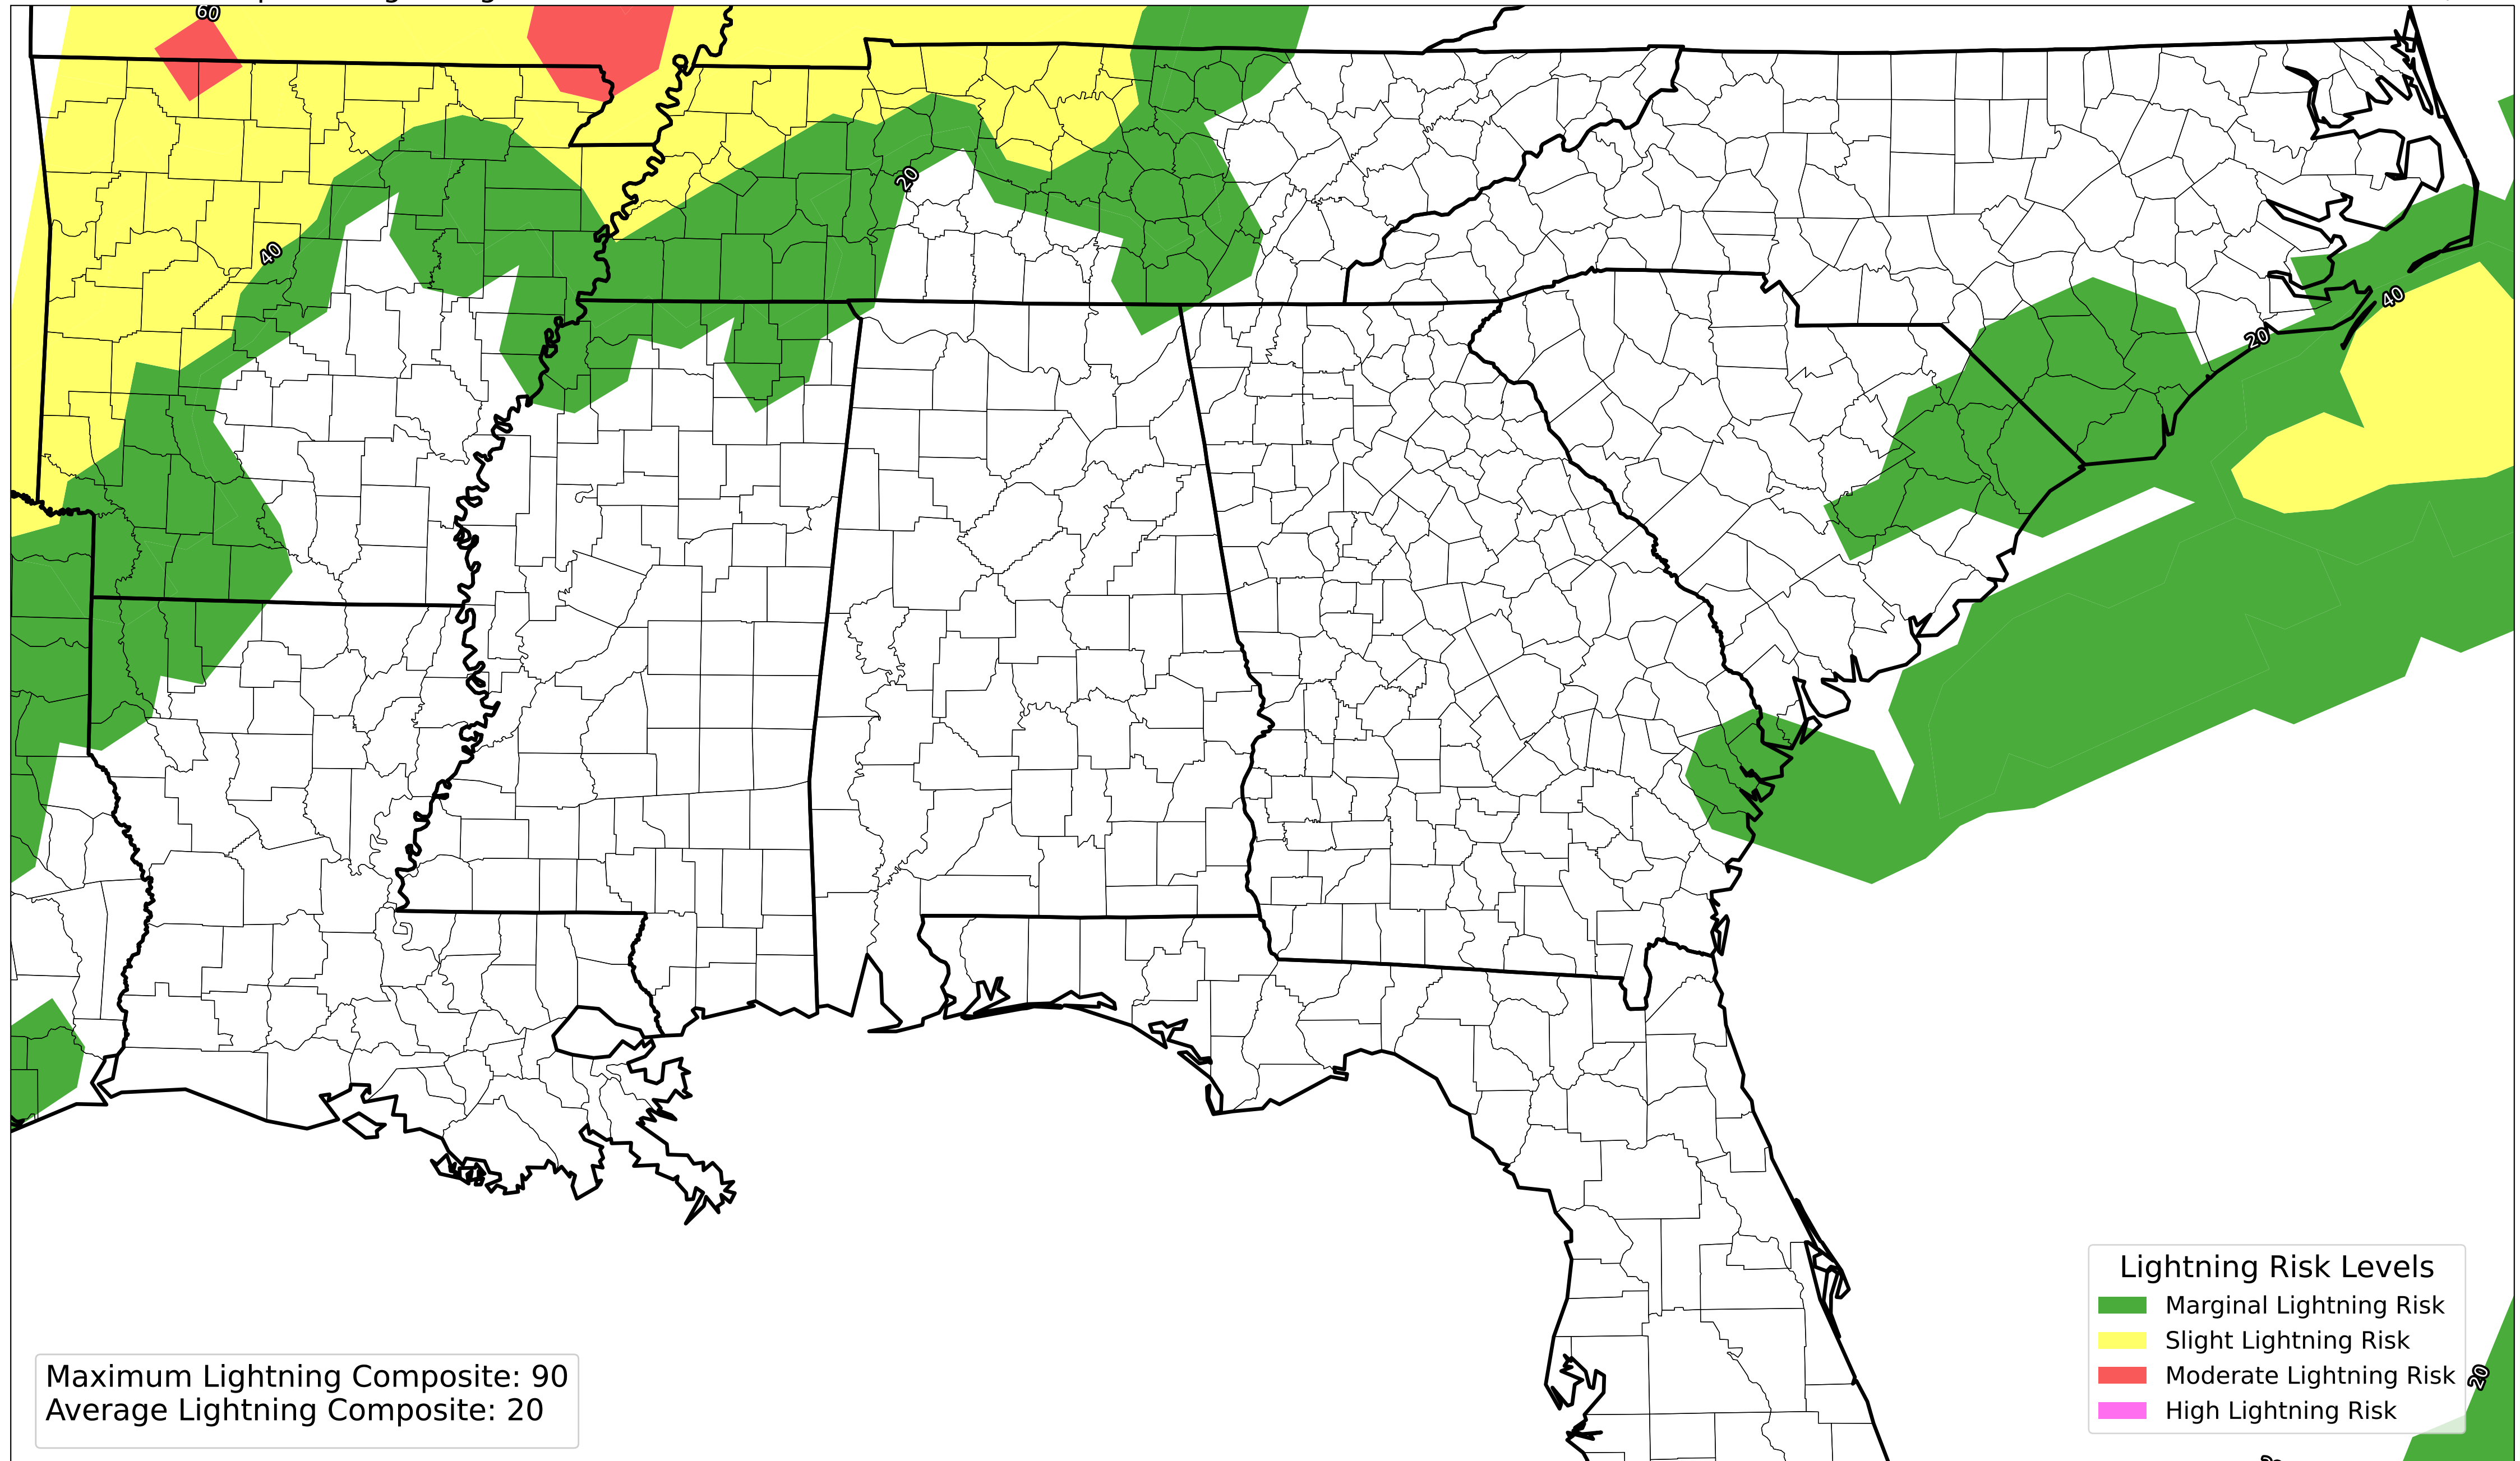 60
20
40
40
20
Lightning Risk Levels
Marginal Lightning Risk
Slight Lightning Risk
Moderate Lightning Risk
High Lightning Risk
20
Maximum Lightning Composite: 90
Average Lightning Composite: 20